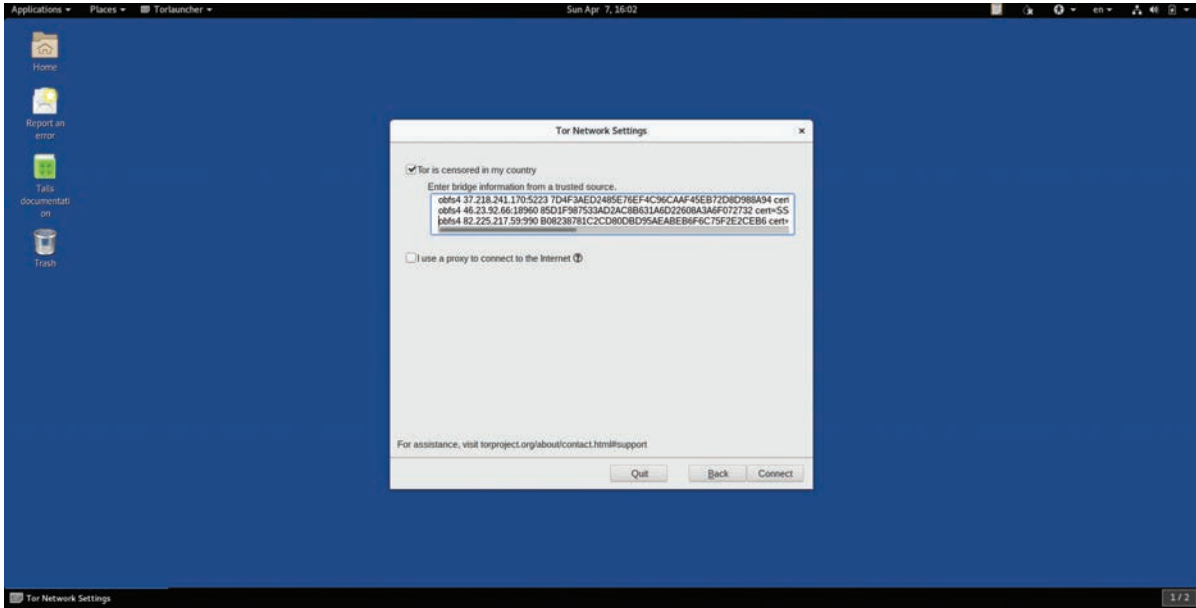 Applications Places Torlauncher Sun Apr 7, 16:02 en
Home
Report an
error
Tails
documentati
on
Trash
Tor Network Settings
Tor is censored in my country
Enter bridge information from a trusted source.
obfs4 37.218.241.170:5223 7D4F3AED2485E76EF4C96CAAF45EB72D8D988A94 cert
obfs4 46.23.92.66:18960 85D1F987533AD2AC8B631A6D22608A3A6F072732 cert=SS
obfs4 82.225.217.59:990 B08238781C2CD80DBD95AEABEB6F6C75F2E2CEB6 cert=
I use a proxy to connect to the Internet
For assistance, visit torproject.org/about/contact.html#support
Quit Back Connect
Tor Network Settings 1 / 2